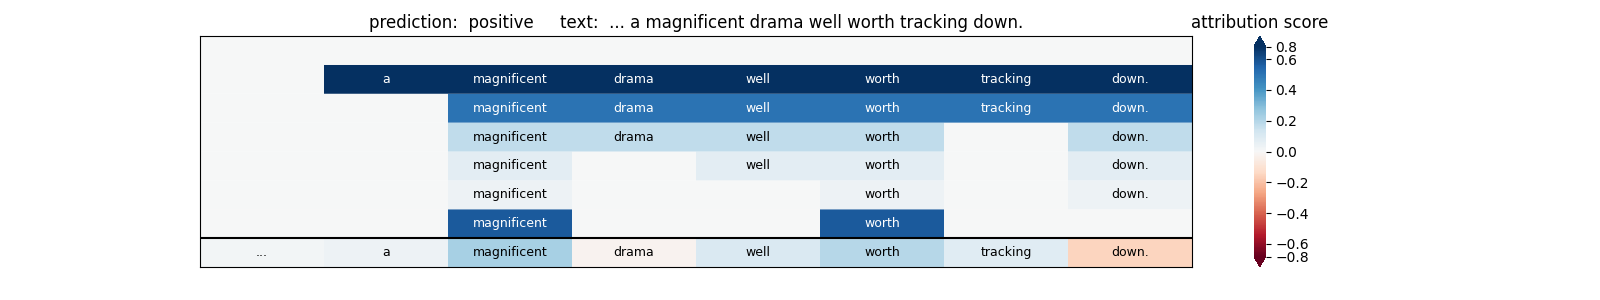 prediction:  positive     text:  ... a magnificent drama well worth tracking down.
attribution score
a magnificent drama well worth tracking down.
magnificent drama well worth tracking down.
magnificent drama well worth down.
magnificent well worth down.
magnificent worth down.
magnificent worth
... a magnificent drama well worth tracking down.
0.8
0.6
0.4
0.2
0.0
−0.2
−0.4
−0.6
−0.8